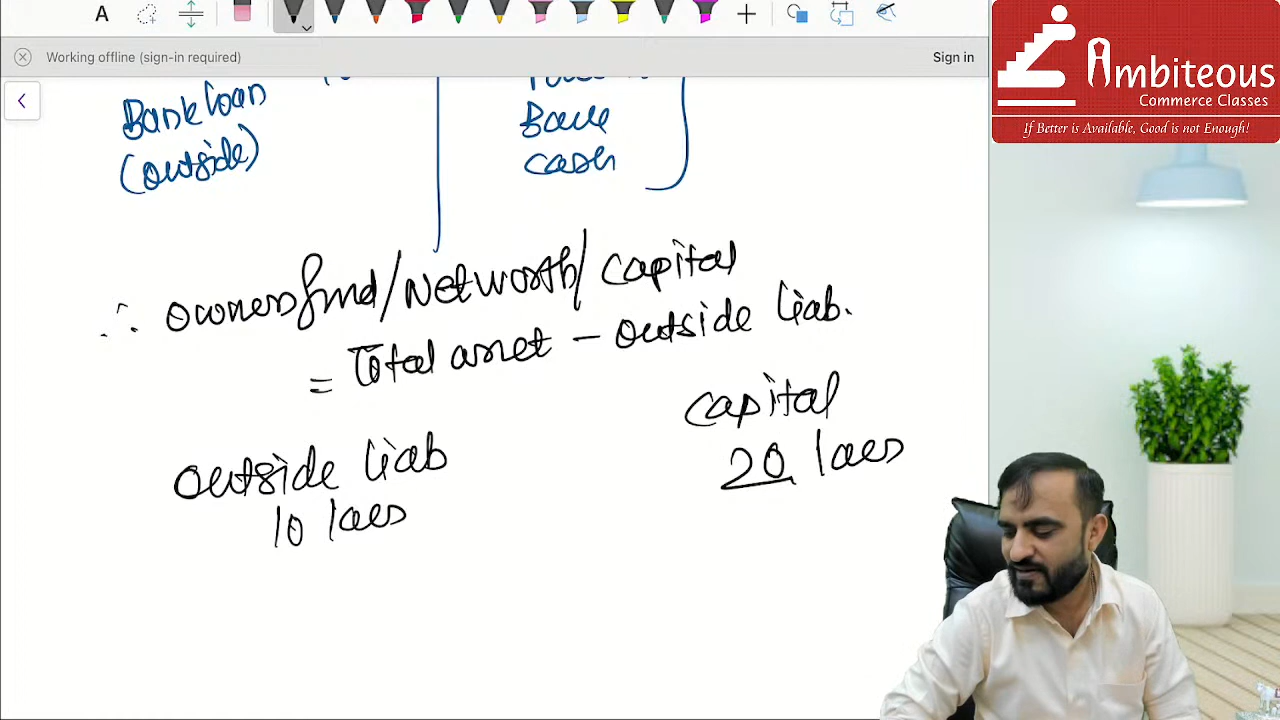 A
Working offline (sign-in required)
Sign in
Ambiteous
Commerce Classes
If Better is Available, Good is not Enough!
Bank loan
(outside)
Bank
cash
∴ owners fund/Networth/capital
= Total asset - outside liab.
capital
20 lacs
outside liab
10 lacs